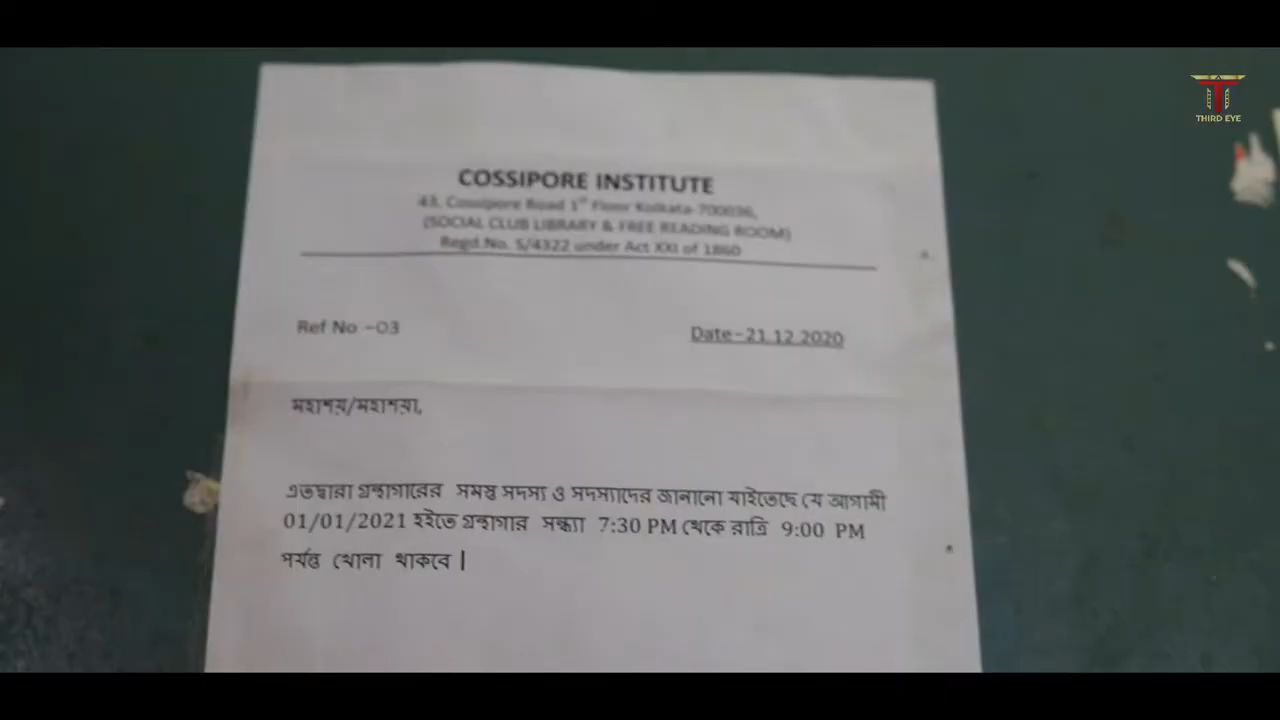 THIRD EYE
COSSIPORE INSTITUTE
43, Cossipore Road 1st Floor Kolkata-700036,
(SOCIAL CLUB LIBRARY & FREE READING ROOM)
Regd.No. S/4322 under Act XXI of 1860
Ref No -03
Date-21.12.2020
মহাশয়/মহাশয়া,
এতদ্বারা গ্রন্থাগারের সমস্ত সদস্য ও সদস্যাদের জানানো যাইতেছে যে আগামী
01/01/2021 হইতে গ্রন্থাগার সন্ধ্যা 7:30 PM থেকে রাত্রি 9:00 PM
পর্যন্ত খোলা থাকবে |